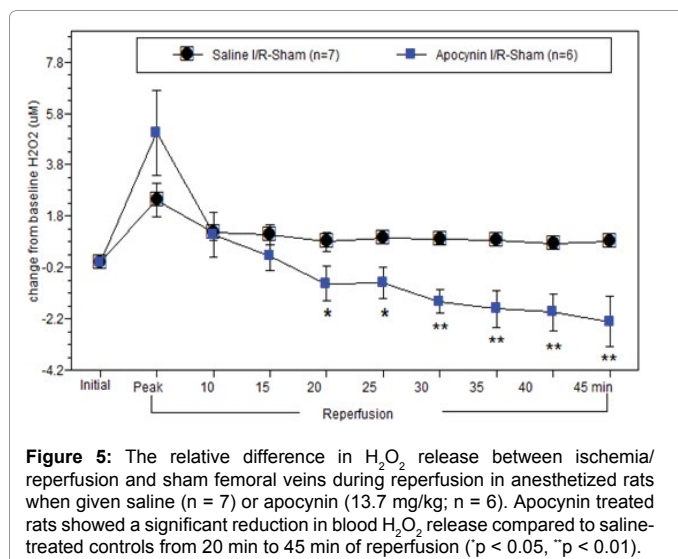 Saline I/R-Sham (n=7) Apocynin I/R-Sham (n=6)
change from baseline H2O2 (uM)
7.8
5.8
3.8
1.8
-0.2
-2.2
-4.2
* * ** ** ** **
Initial Peak 10 15 20 25 30 35 40 45 min
Reperfusion
Figure 5: The relative difference in H₂O₂ release between ischemia/
reperfusion and sham femoral veins during reperfusion in anesthetized rats
when given saline (n = 7) or apocynin (13.7 mg/kg; n = 6). Apocynin treated
rats showed a significant reduction in blood H₂O₂ release compared to saline-
treated controls from 20 min to 45 min of reperfusion (*p < 0.05, **p < 0.01).